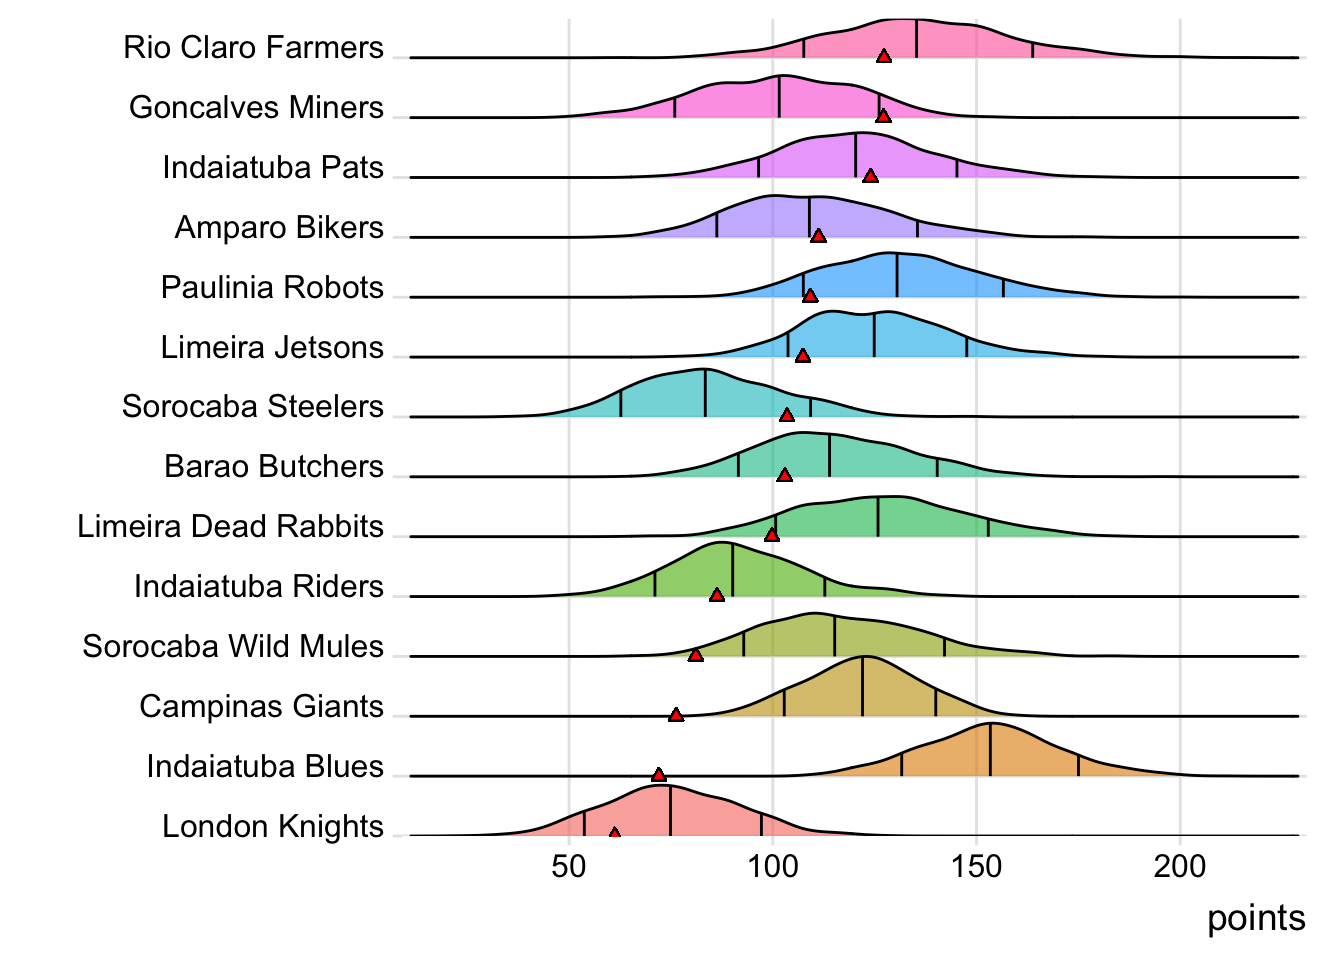 Rio Claro Farmers
Goncalves Miners
Indaiatuba Pats
Amparo Bikers
Paulinia Robots
Limeira Jetsons
Sorocaba Steelers
Barao Butchers
Limeira Dead Rabbits
Indaiatuba Riders
Sorocaba Wild Mules
Campinas Giants
Indaiatuba Blues
London Knights
50 100 150 200
points